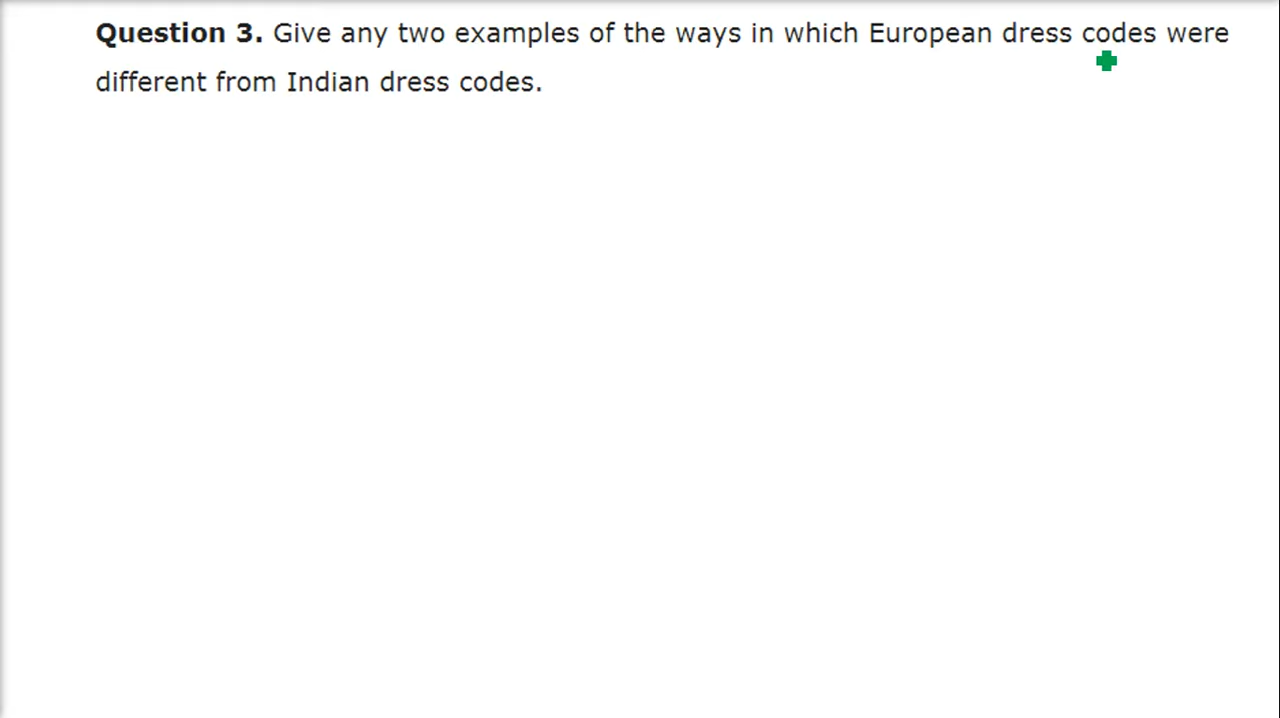 Question 3. Give any two examples of the ways in which European dress codes were
different from Indian dress codes.